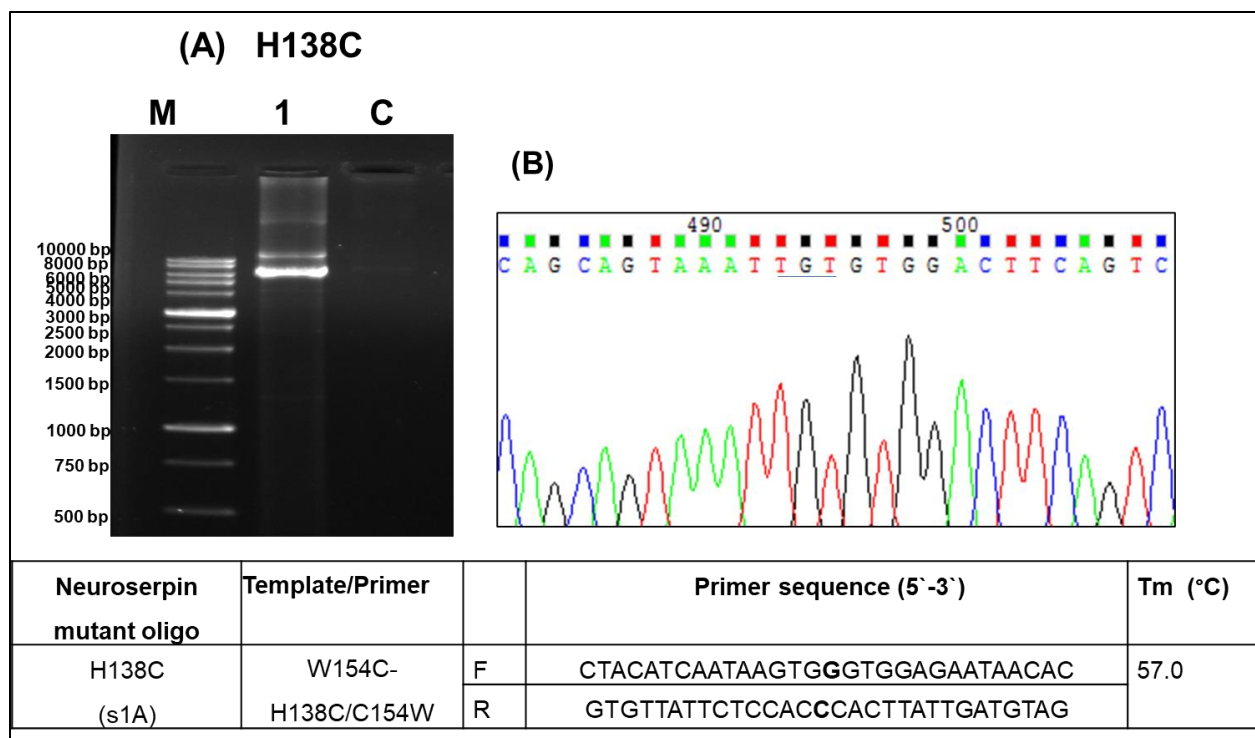 (A) H138C
M 1 C
10000 bp
8000 bp
6000 bp
5000 bp
4000 bp
3000 bp
2500 bp
2000 bp
1500 bp
1000 bp
750 bp
500 bp
(B)
490 500
C A G C A G T A A A T T G T G T G G A C T T C A G T C
Neuroserpin
mutant oligo
Template/Primer
Primer sequence (5`-3`)
Tm (°C)
H138C
(s1A)
W154C-
H138C/C154W
F
CTACATCAATAAGTGGGTGGAGAATAACAC
57.0
R
GTGTTATTCTCCACCCACTTATTGATGTAG